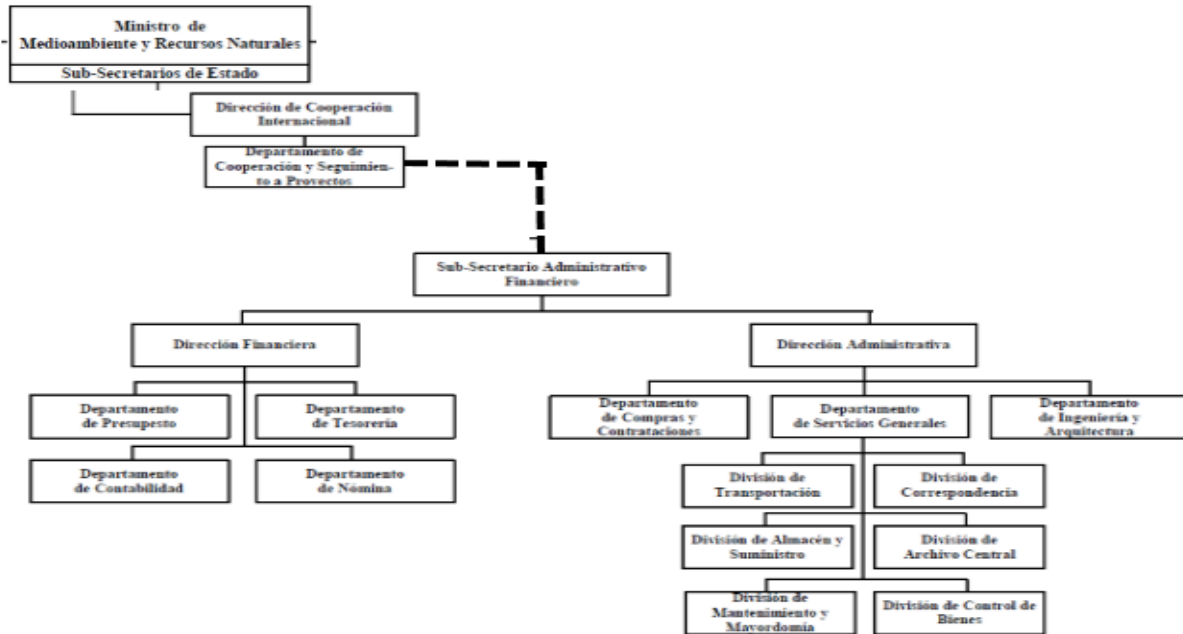 Ministro de
Medioambiente y Recursos Naturales
Sub-Secretarios de Estado
Dirección de Cooperación
Internacional
Departamento de
Cooperación y Seguimien-
to a Proyectos
Sub-Secretario Administrativo
Financiero
Dirección Financiera
Dirección Administrativa
Departamento
de Presupesto
Departamento
de Tesorería
Departamento
de Contabilidad
Departamento
de Nómina
Departamento
de Compras y
Contrataciones
Departamento
de Servicios Generales
Departamento
de Ingeniería y
Arquitectura
División de
Transportación
División de
Correspondencia
División de Almacén y
Suministro
División de
Archivo Central
División de
Mantenimiento y
Mayordomía
División de Control de
Bienes